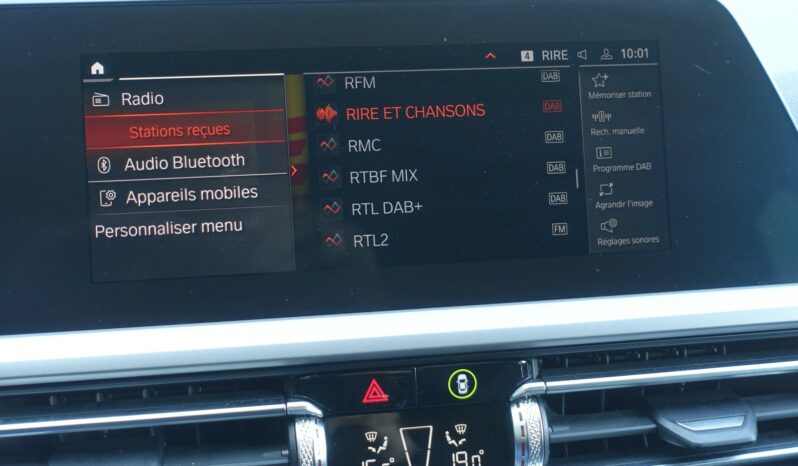 4 RIRE 10:01
Radio
Stations reçues
Audio Bluetooth
Appareils mobiles
Personnaliser menu
RFM DAB
RIRE ET CHANSONS DAB
RMC DAB
RTBF MIX DAB
RTL DAB+ DAB
RTL2 FM
Mémoriser station
Rech. manuelle
Programme DAB
Agrandir l'image
Réglages sonores